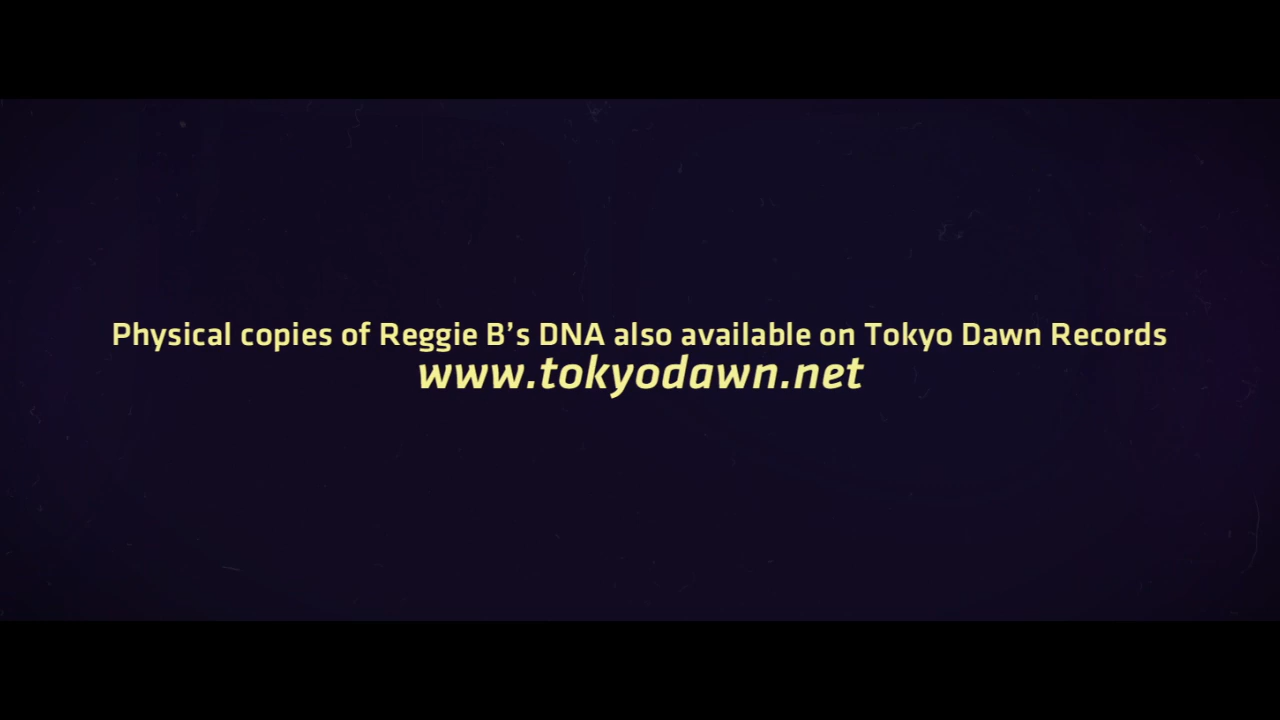 Physical copies of Reggie B’s DNA also available on Tokyo Dawn Records
www.tokyodawn.net